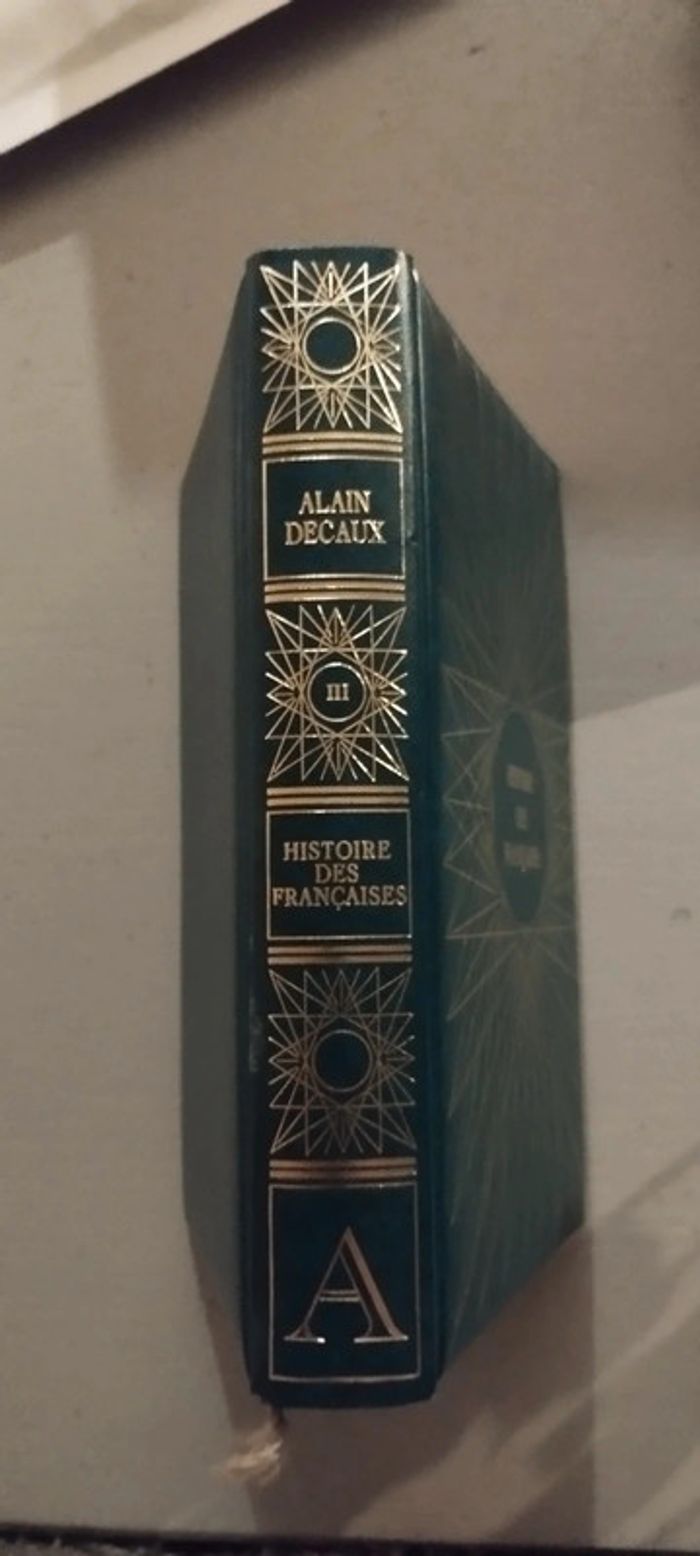 ALAIN
DECAUX
III
HISTOIRE
DES
FRANÇAISES
A